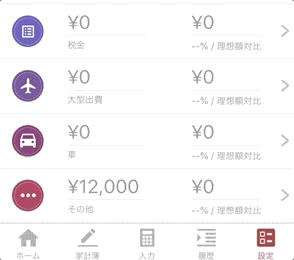 ¥0 ¥0
税金 --% / 理想額対比
¥0 ¥0
大型出費 --% / 理想額対比
¥0 ¥0
車 --% / 理想額対比
¥12,000 ¥0
その他 --% / 理想額対比
ホーム 家計簿 入力 履歴 設定